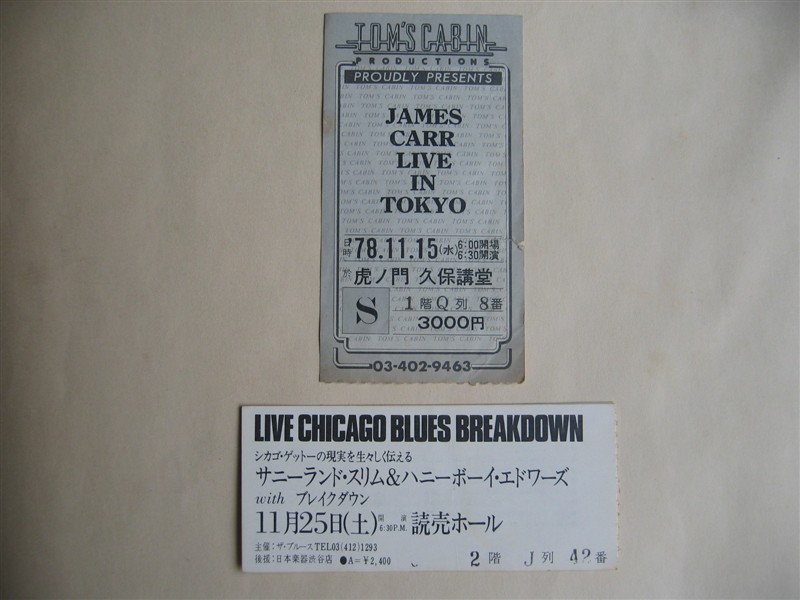 TOM'S CABIN
PRODUCTIONS
PROUDLY PRESENTS
JAMES
CARR
LIVE
IN
TOKYO
日時 '78.11.15(水) 6:00開場 6:30開演
於 虎ノ門 久保講堂
S 1階Q列 8番
3000円
03-402-9463
LIVE CHICAGO BLUES BREAKDOWN
シカゴ・ゲットーの現実を生々しく伝える
サニーランド・スリム&ハニーボーイ・エドワーズ
with ブレイクダウン
11月25日(土) 開演 6:30P.M. 読売ホール
主催:ザ・ブルース TEL03(412)1293
後援:日本楽器渋谷店 ●A=¥2,400
2階 J列 42番